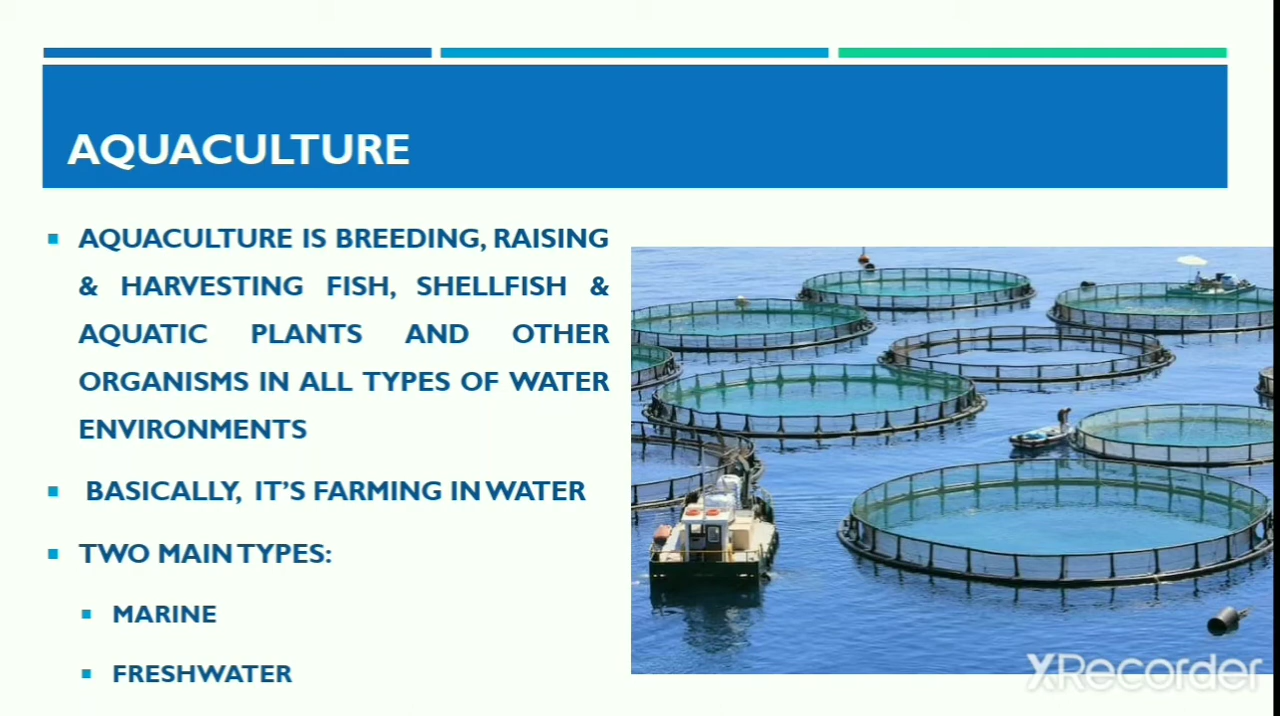 AQUACULTURE
AQUACULTURE IS BREEDING, RAISING
& HARVESTING FISH, SHELLFISH &
AQUATIC PLANTS AND OTHER
ORGANISMS IN ALL TYPES OF WATER
ENVIRONMENTS
BASICALLY, IT'S FARMING IN WATER
TWO MAIN TYPES:
MARINE
FRESHWATER
XRecorder